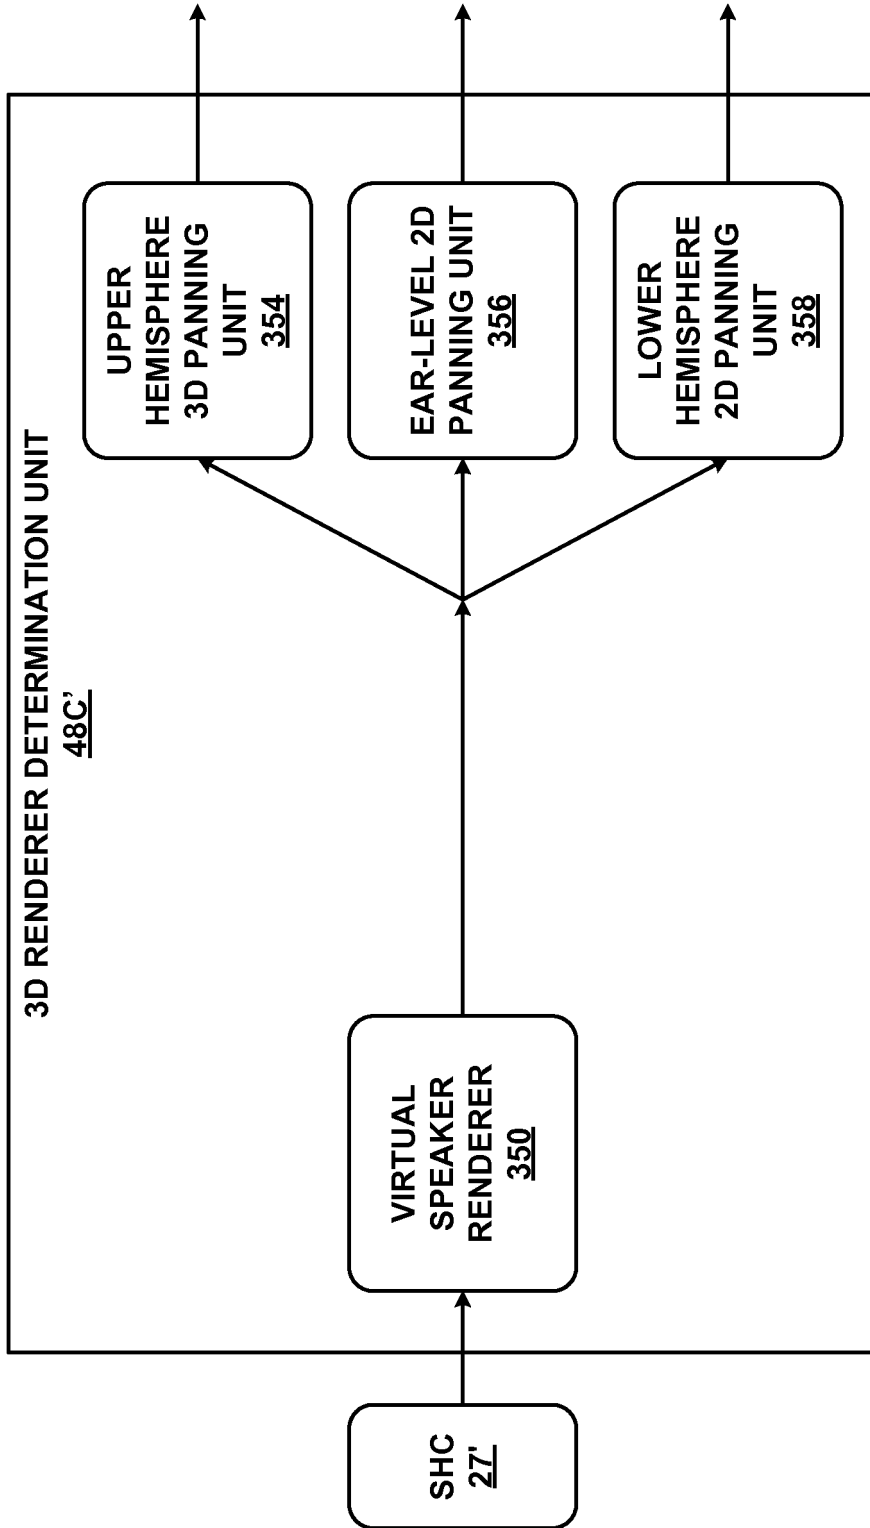 3D RENDERER DETERMINATION UNIT
48C'
SHC
27'
VIRTUAL
SPEAKER
RENDERER
350
UPPER
HEMISPHERE
3D PANNING
UNIT
354
EAR-LEVEL 2D
PANNING UNIT
356
LOWER
HEMISPHERE
2D PANNING
UNIT
358